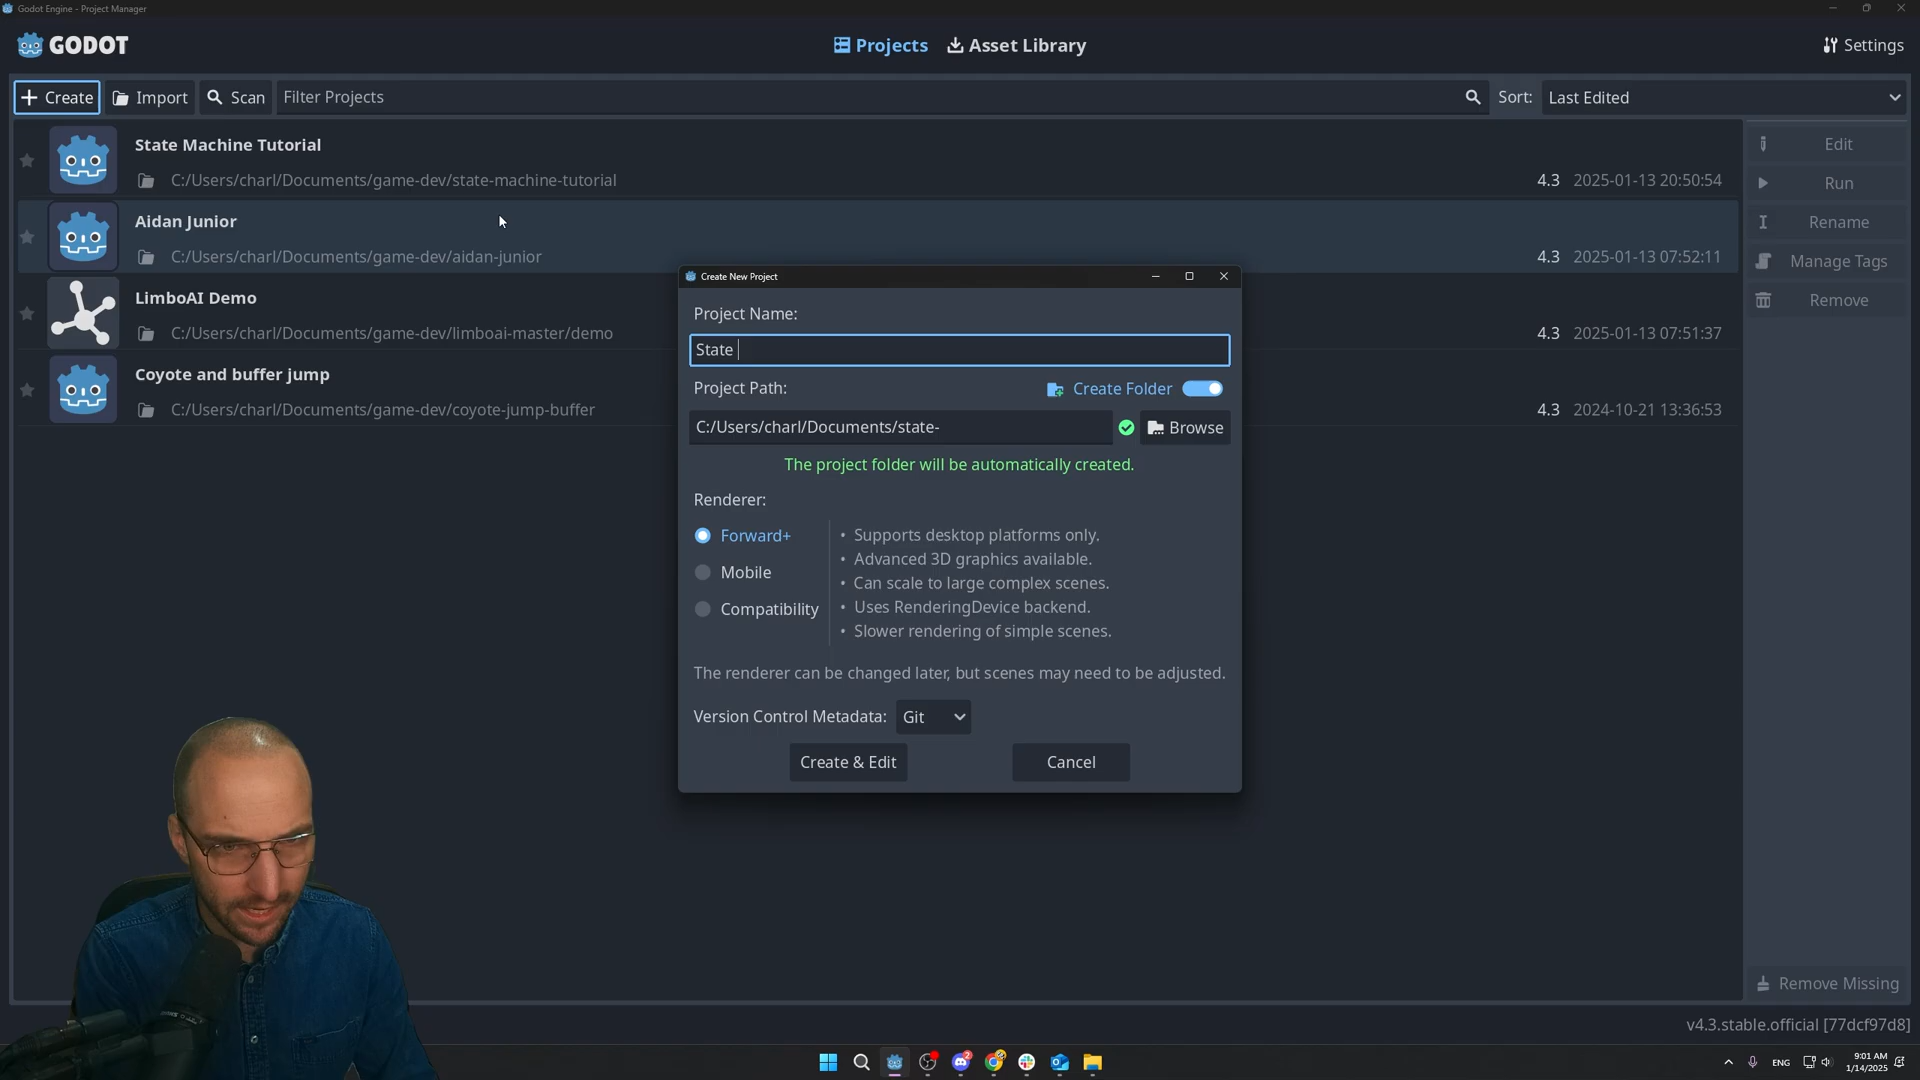 Godot Engine - Project Manager
GODOT
Projects
Asset Library
Settings
Create
Import
Scan
Filter Projects
Sort:
Last Edited
State Machine Tutorial
C:/Users/charl/Documents/game-dev/state-machine-tutorial
4.3
2025-01-13 20:50:54
Aidan Junior
C:/Users/charl/Documents/game-dev/aidan-junior
4.3
2025-01-13 07:52:11
LimboAI Demo
C:/Users/charl/Documents/game-dev/limboai-master/demo
4.3
2025-01-13 07:51:37
Coyote and buffer jump
C:/Users/charl/Documents/game-dev/coyote-jump-buffer
4.3
2024-10-21 13:36:53
Edit
Run
Rename
Manage Tags
Remove
Remove Missing
Create New Project
Project Name:
State
Project Path:
Create Folder
C:/Users/charl/Documents/state-
Browse
The project folder will be automatically created.
Renderer:
Forward+
Mobile
Compatibility
• Supports desktop platforms only.
• Advanced 3D graphics available.
• Can scale to large complex scenes.
• Uses RenderingDevice backend.
• Slower rendering of simple scenes.
The renderer can be changed later, but scenes may need to be adjusted.
Version Control Metadata:
Git
Create & Edit
Cancel
v4.3.stable.official [77dcf97d8]
2
ENG
9:01 AM
1/14/2025